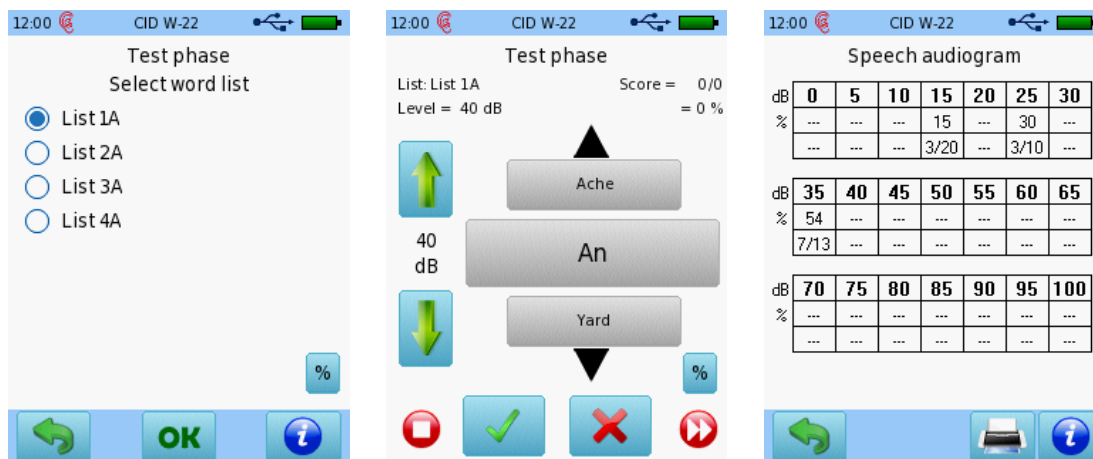 12:00 CID W-22
Test phase
Select word list
List 1A
List 2A
List 3A
List 4A
%
OK
i
12:00 CID W-22
Test phase
List: List 1A Score = 0/0
Level = 40 dB = 0 %
Ache
40
dB
An
Yard
%
12:00 CID W-22
Speech audiogram
dB 0 5 10 15 20 25 30
% --- --- --- 15 --- 30 ---
--- --- --- 3/20 --- 3/10 ---
dB 35 40 45 50 55 60 65
% 54 --- --- --- --- --- ---
7/13 --- --- --- --- --- ---
dB 70 75 80 85 90 95 100
% --- --- --- --- --- --- ---
--- --- --- --- --- --- ---
i